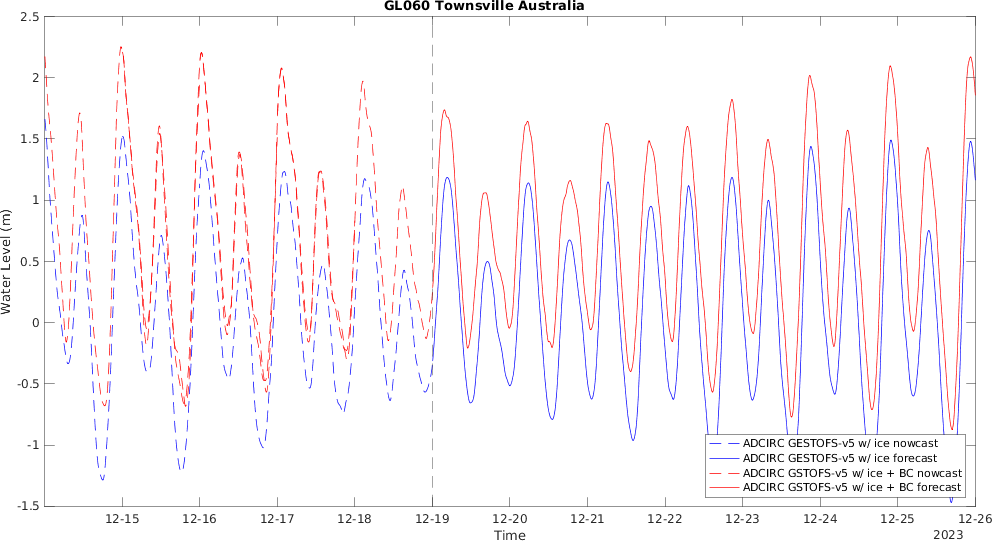 GL060 Townsville Australia
2.5
2
1.5
1
0.5
0
-0.5
-1
-1.5
Water Level (m)
ADCIRC GESTOFS-v5 w/ ice nowcast
ADCIRC GESTOFS-v5 w/ ice forecast
ADCIRC GSTOFS-v5 w/ ice + BC nowcast
ADCIRC GSTOFS-v5 w/ ice + BC forecast
12-15 12-16 12-17 12-18 12-19 12-20 12-21 12-22 12-23 12-24 12-25 12-26
Time
2023